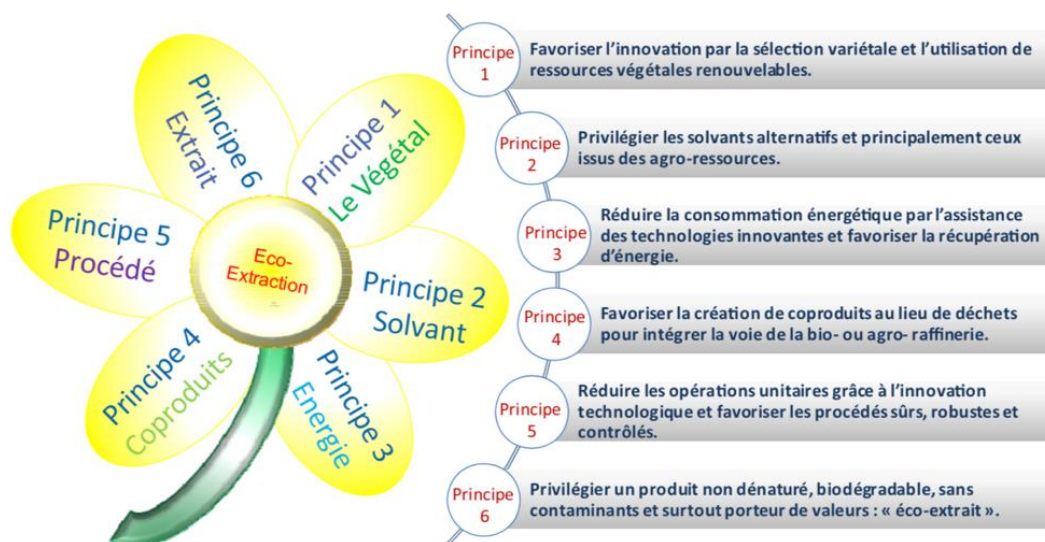 Principe 6
Extrait
Principe 1
Le Végétal
Principe 5
Procédé
Eco-
Extraction
Principe 2
Solvant
Principe 4
Coproduits
Principe 3
Energie
Principe
1
Favoriser l'innovation par la sélection variétale et l'utilisation de
ressources végétales renouvelables.
Principe
2
Privilégier les solvants alternatifs et principalement ceux
issus des agro-ressources.
Principe
3
Réduire la consommation énergétique par l'assistance
des technologies innovantes et favoriser la récupération
d'énergie.
Principe
4
Favoriser la création de coproduits au lieu de déchets
pour intégrer la voie de la bio- ou agro- raffinerie.
Principe
5
Réduire les opérations unitaires grâce à l'innovation
technologique et favoriser les procédés sûrs, robustes et
contrôlés.
Principe
6
Privilégier un produit non dénaturé, biodégradable, sans
contaminants et surtout porteur de valeurs : « éco-extrait ».